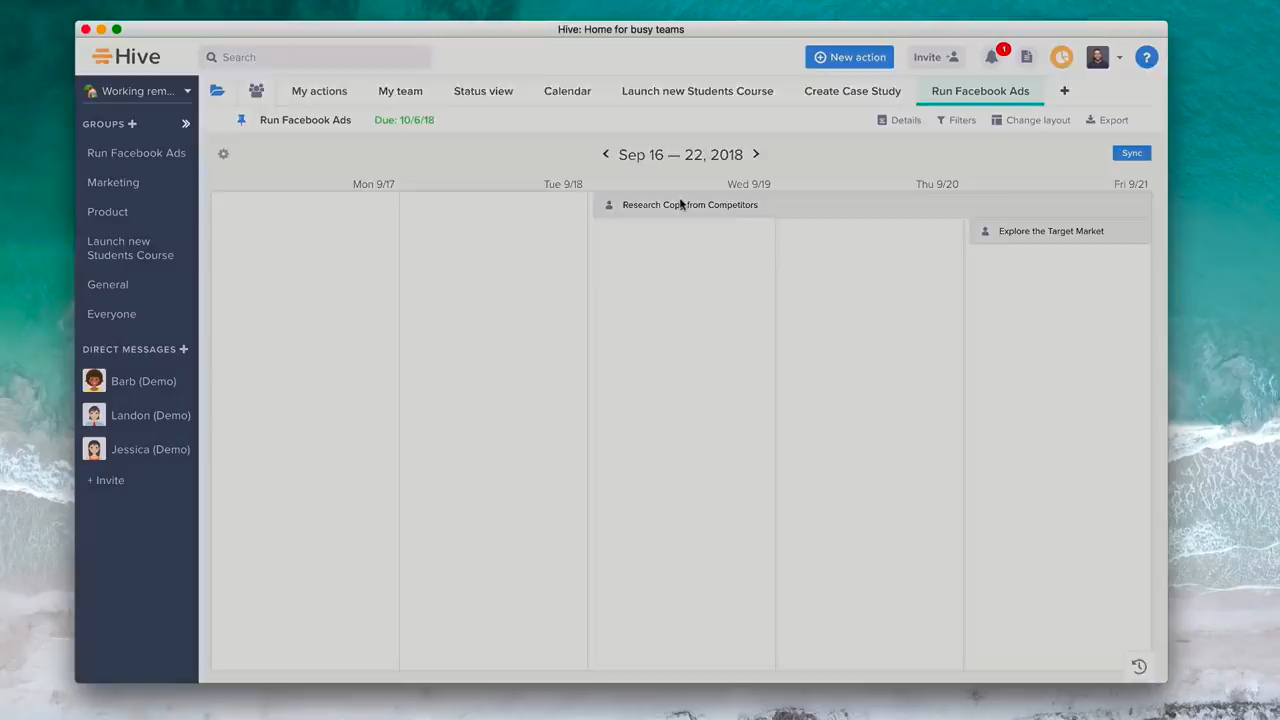 Hive: Home for busy teams
Hive
Search
New action
Invite
1
?
Working rem...
My actions
My team
Status view
Calendar
Launch new Students Course
Create Case Study
Run Facebook Ads
+
GROUPS +
Run Facebook Ads
Due: 10/6/18
Details
Filters
Change layout
Export
Run Facebook Ads
Marketing
Product
Launch new
Students Course
General
Everyone
DIRECT MESSAGES +
Barb (Demo)
Landon (Demo)
Jessica (Demo)
+ Invite
Sep 16 — 22, 2018
Sync
Mon 9/17
Tue 9/18
Wed 9/19
Thu 9/20
Fri 9/21
Research Copy from Competitors
Explore the Target Market